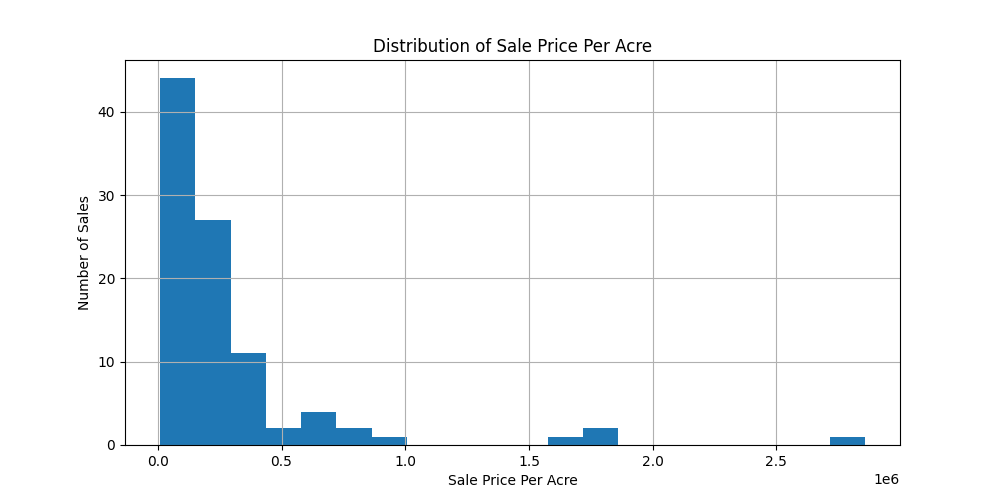 Distribution of Sale Price Per Acre
Number of Sales
40
30
20
10
0
0.0 0.5 1.0 1.5 2.0 2.5
1e6
Sale Price Per Acre